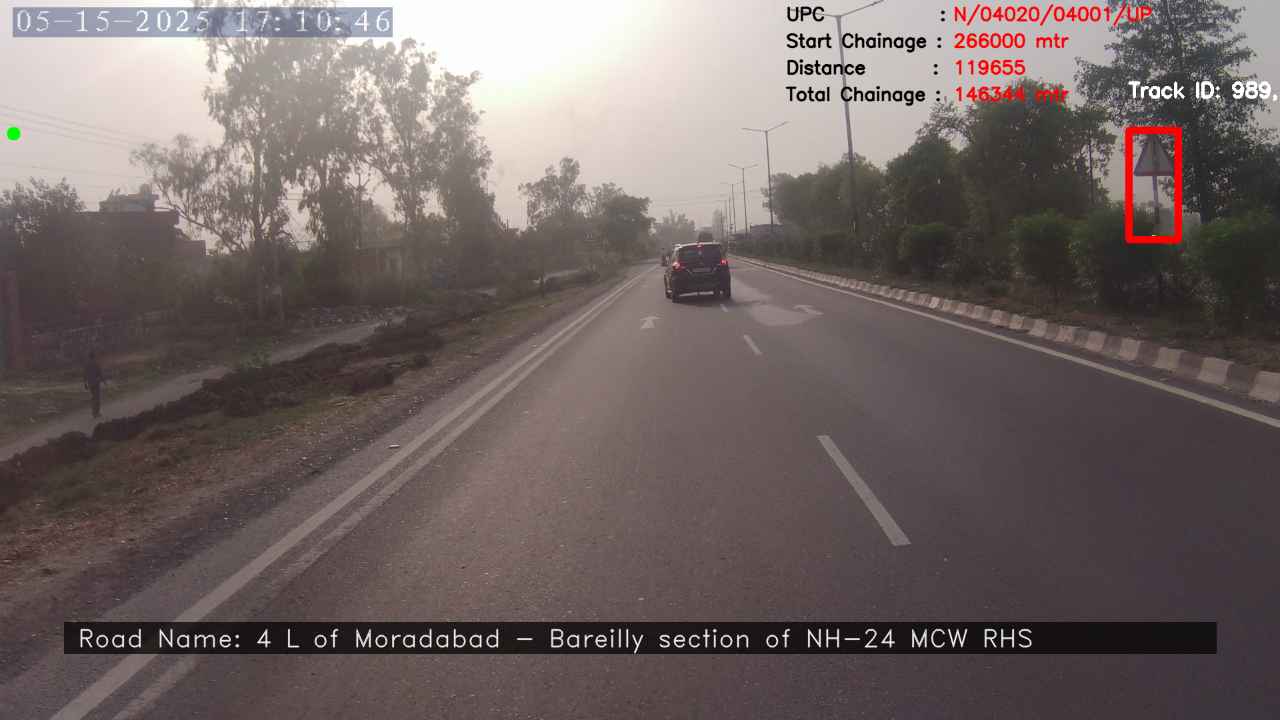 05-15-2025 17:10:46
UPC : N/04020/04001/UP
Start Chainage : 266000 mtr
Distance : 119655
Total Chainage : 146344 mtr
Track ID: 989,
Road Name: 4 L of Moradabad - Bareilly section of NH-24 MCW RHS